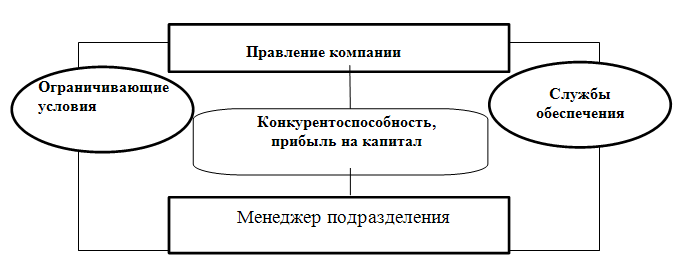 Правление компании
Ограничивающие
условия
Службы
обеспечения
Конкурентоспособность,
прибыль на капитал
Менеджер подразделения